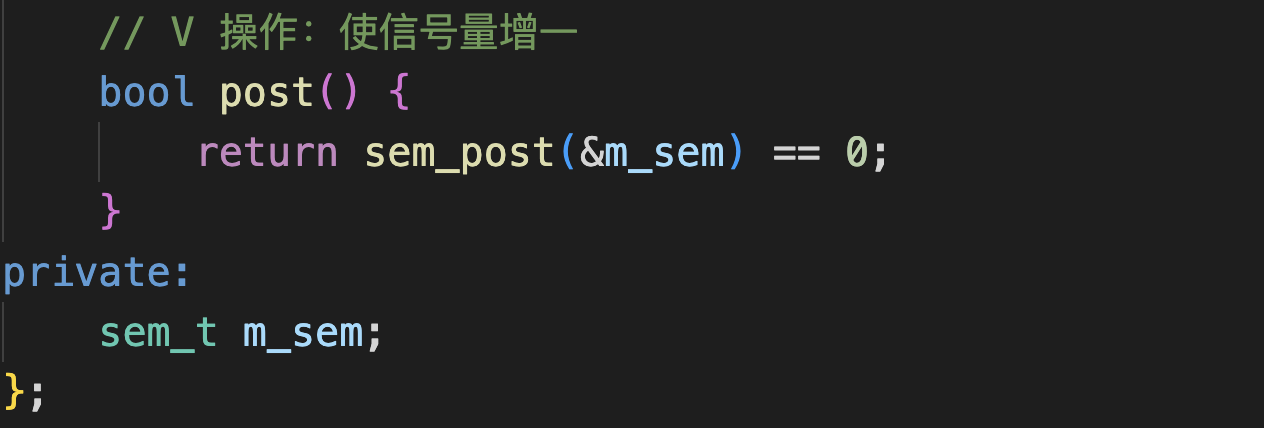 // V 操作：使信号量增一
bool post() {
return sem_post(&m_sem) == 0;
}
private:
sem_t m_sem;
};